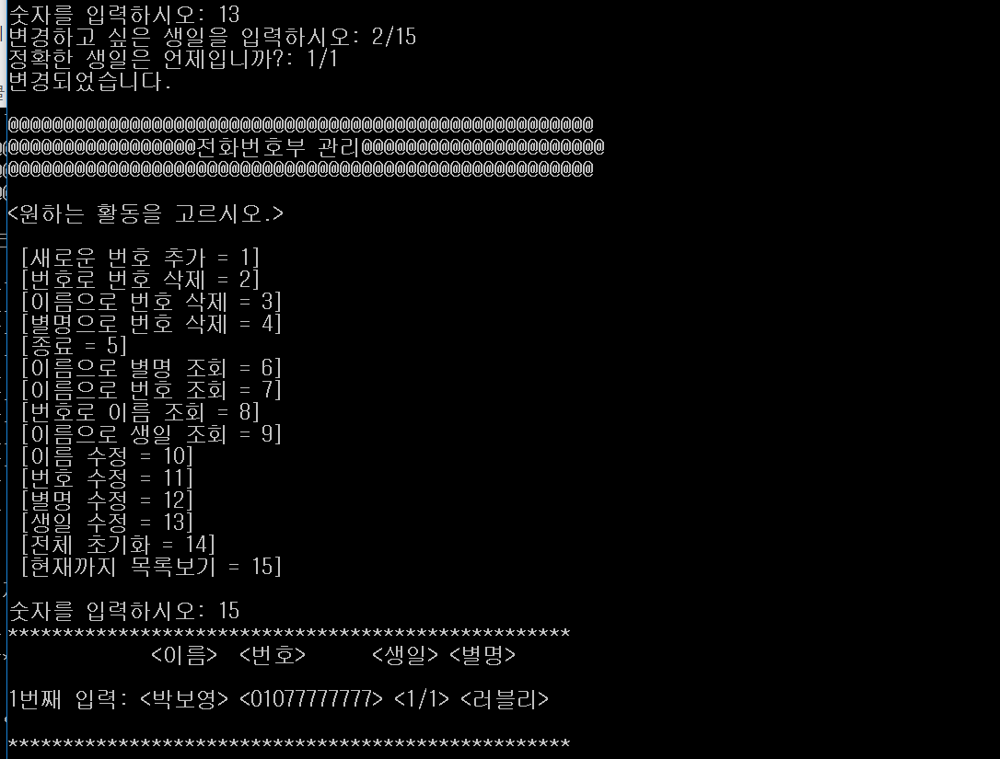 숫자를 입력하시오: 13
변경하고 싶은 생일을 입력하시오: 2/15
정확한 생일은 언제입니까?: 1/1
변경되었습니다.
@@@@@@@@@@@@@@@@@@@@@@@@@@@@@@@@@@@@@@@@@@@@@@@@@@@@@
@@@@@@@@@@@@@@@@@전화번호부 관리@@@@@@@@@@@@@@@@@@@@@@
@@@@@@@@@@@@@@@@@@@@@@@@@@@@@@@@@@@@@@@@@@@@@@@@@@@@@
<원하는 활동을 고르시오.>
[새로운 번호 추가 = 1]
[번호로 번호 삭제 = 2]
[이름으로 번호 삭제 = 3]
[별명으로 번호 삭제 = 4]
[종료 = 5]
[이름으로 별명 조회 = 6]
[이름으로 번호 조회 = 7]
[번호로 이름 조회 = 8]
[이름으로 생일 조회 = 9]
[이름 수정 = 10]
[번호 수정 = 11]
[별명 수정 = 12]
[생일 수정 = 13]
[전체 초기화 = 14]
[현재까지 목록보기 = 15]
숫자를 입력하시오: 15
***************************************************
<이름> <번호> <생일> <별명>
1번째 입력: <박보영> <01077777777> <1/1> <러블리>
***************************************************